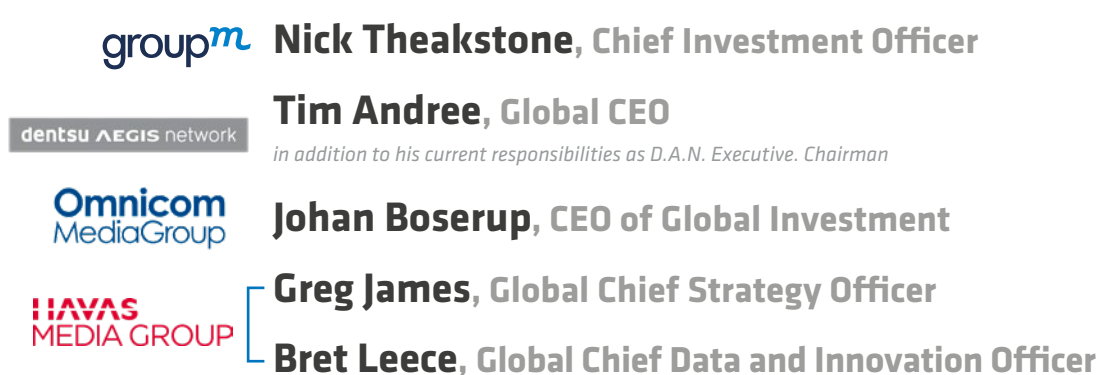 groupm Nick Theakstone, Chief Investment Officer
Tim Andree, Global CEO
dentsu AEGIS network
in addition to his current responsibilities as D.A.N. Executive. Chairman
Omnicom
MediaGroup
Johan Boserup, CEO of Global Investment
Greg James, Global Chief Strategy Officer
HAVAS
MEDIA GROUP
Bret Leece, Global Chief Data and Innovation Officer